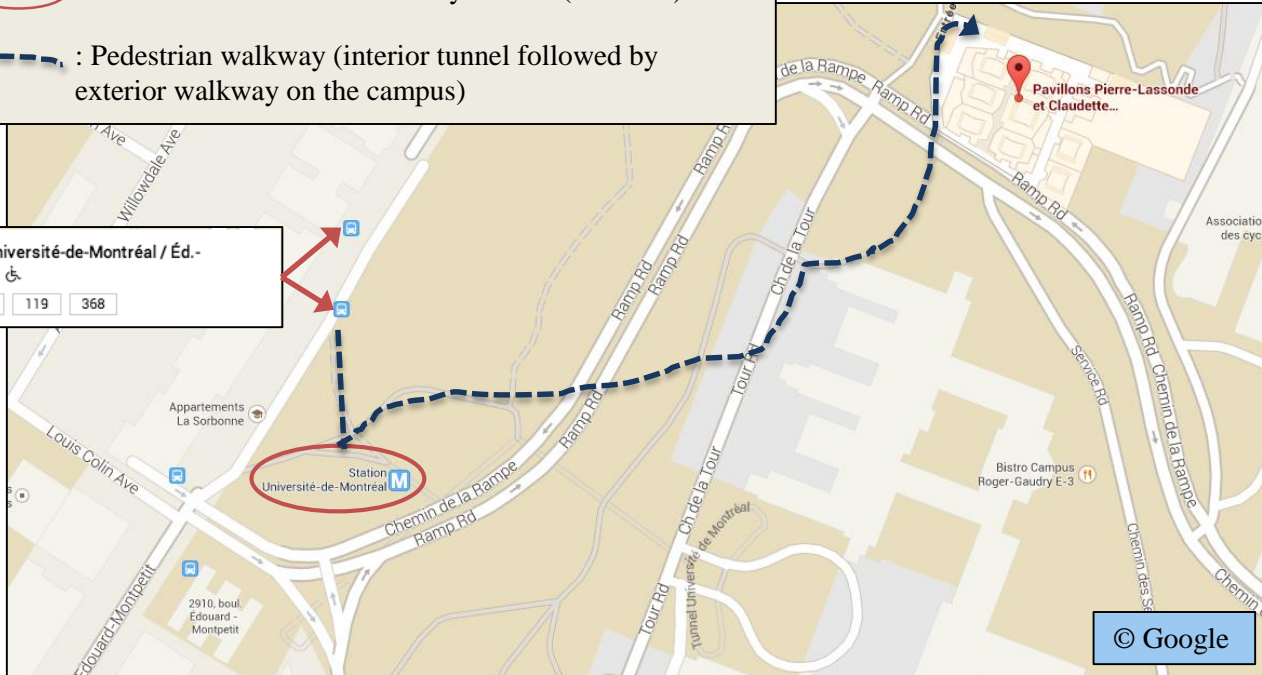 : Pedestrian walkway (interior tunnel followed by
exterior walkway on the campus)
Ave
Willowdale Ave
de la Rampe
Ramp Rd
Pavillons Pierre-Lassonde
et Claudette...
Ramp Rd
Ramp Rd
Associatio
des cyc
niversité-de-Montréal / Éd.-
119
368
Ch de la Tour
Ramp Rd
Ramp Rd
Ramp Rd
Chemin de la Rampe
Service Rd
Tour Rd
Ramp Rd
Appartements
La Sorbonne
Louis Colin Ave
Station
Université-de-Montréal
M
Chemin de la Rampe
Ramp Rd
Ch de la Tour
Bistro Campus
Roger-Gaudry E-3
Tunnel Université de Montréal
Tour Rd
Chemin des Se
Chemin
2910, boul.
Édouard -
Montpetit
Édouard-Montpetit
© Google